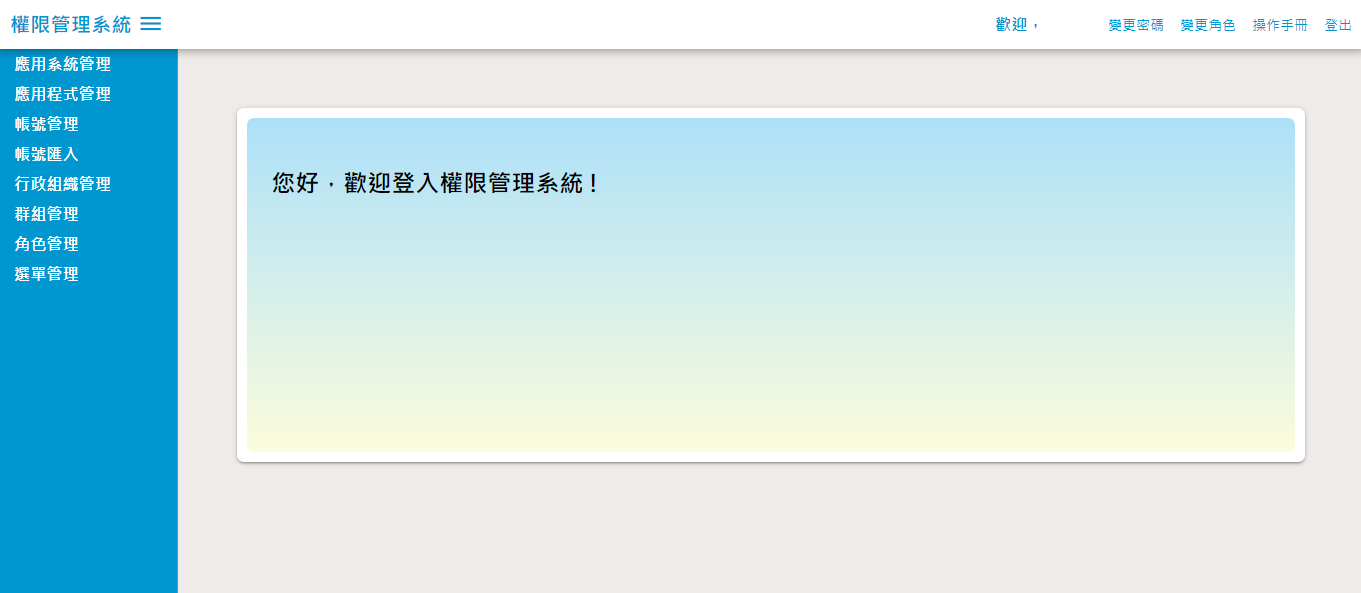 權限管理系統
歡迎， 變更密碼 變更角色 操作手冊 登出
應用系統管理
應用程式管理
帳號管理
帳號匯入
行政組織管理
群組管理
角色管理
選單管理
您好，歡迎登入權限管理系統！